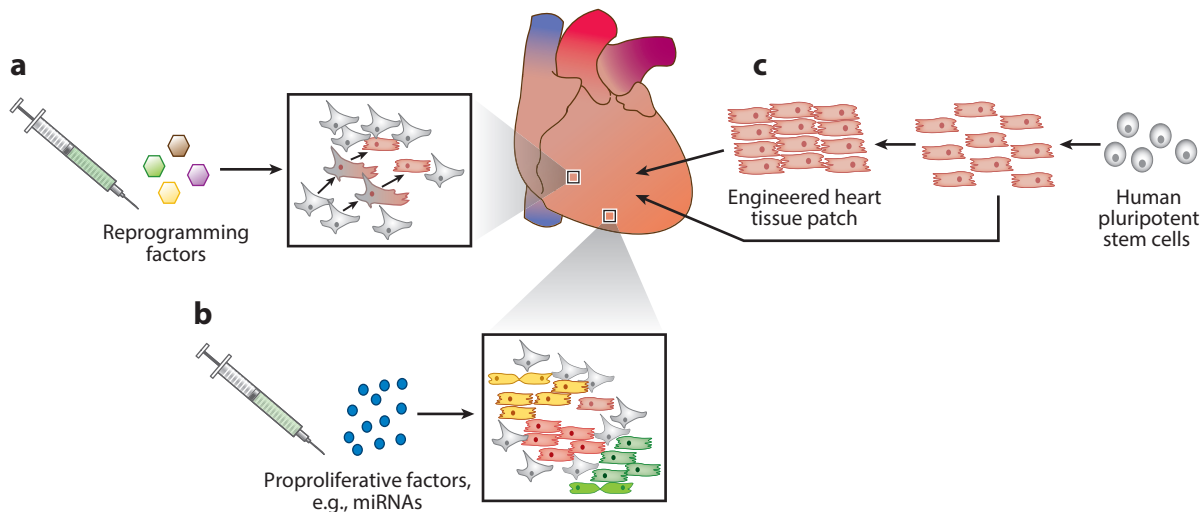 a
Reprogramming
factors
b
Proproliferative factors,
e.g., miRNAs
c
Engineered heart
tissue patch
Human
pluripotent
stem cells